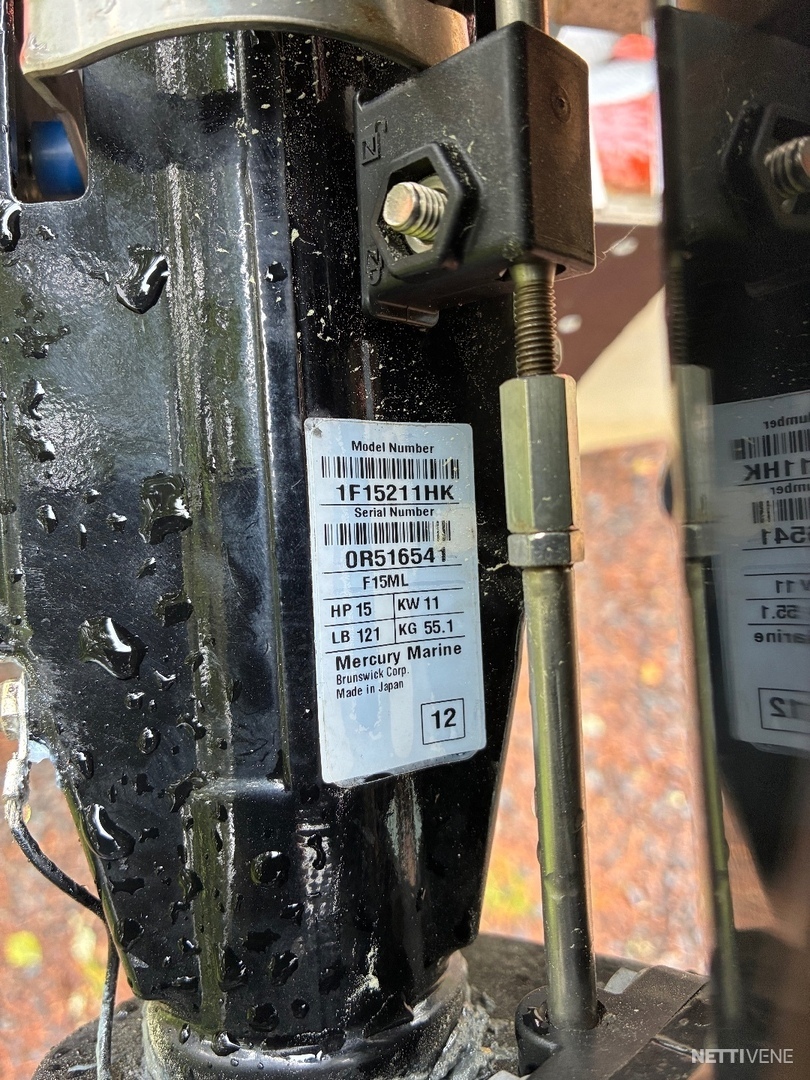 Model Number
1F15211HK
Serial Number
0R516541
F15ML
HP 15 KW 11
LB 121 KG 55.1
Mercury Marine
Brunswick Corp.
Made in Japan
12
NETTIVENE